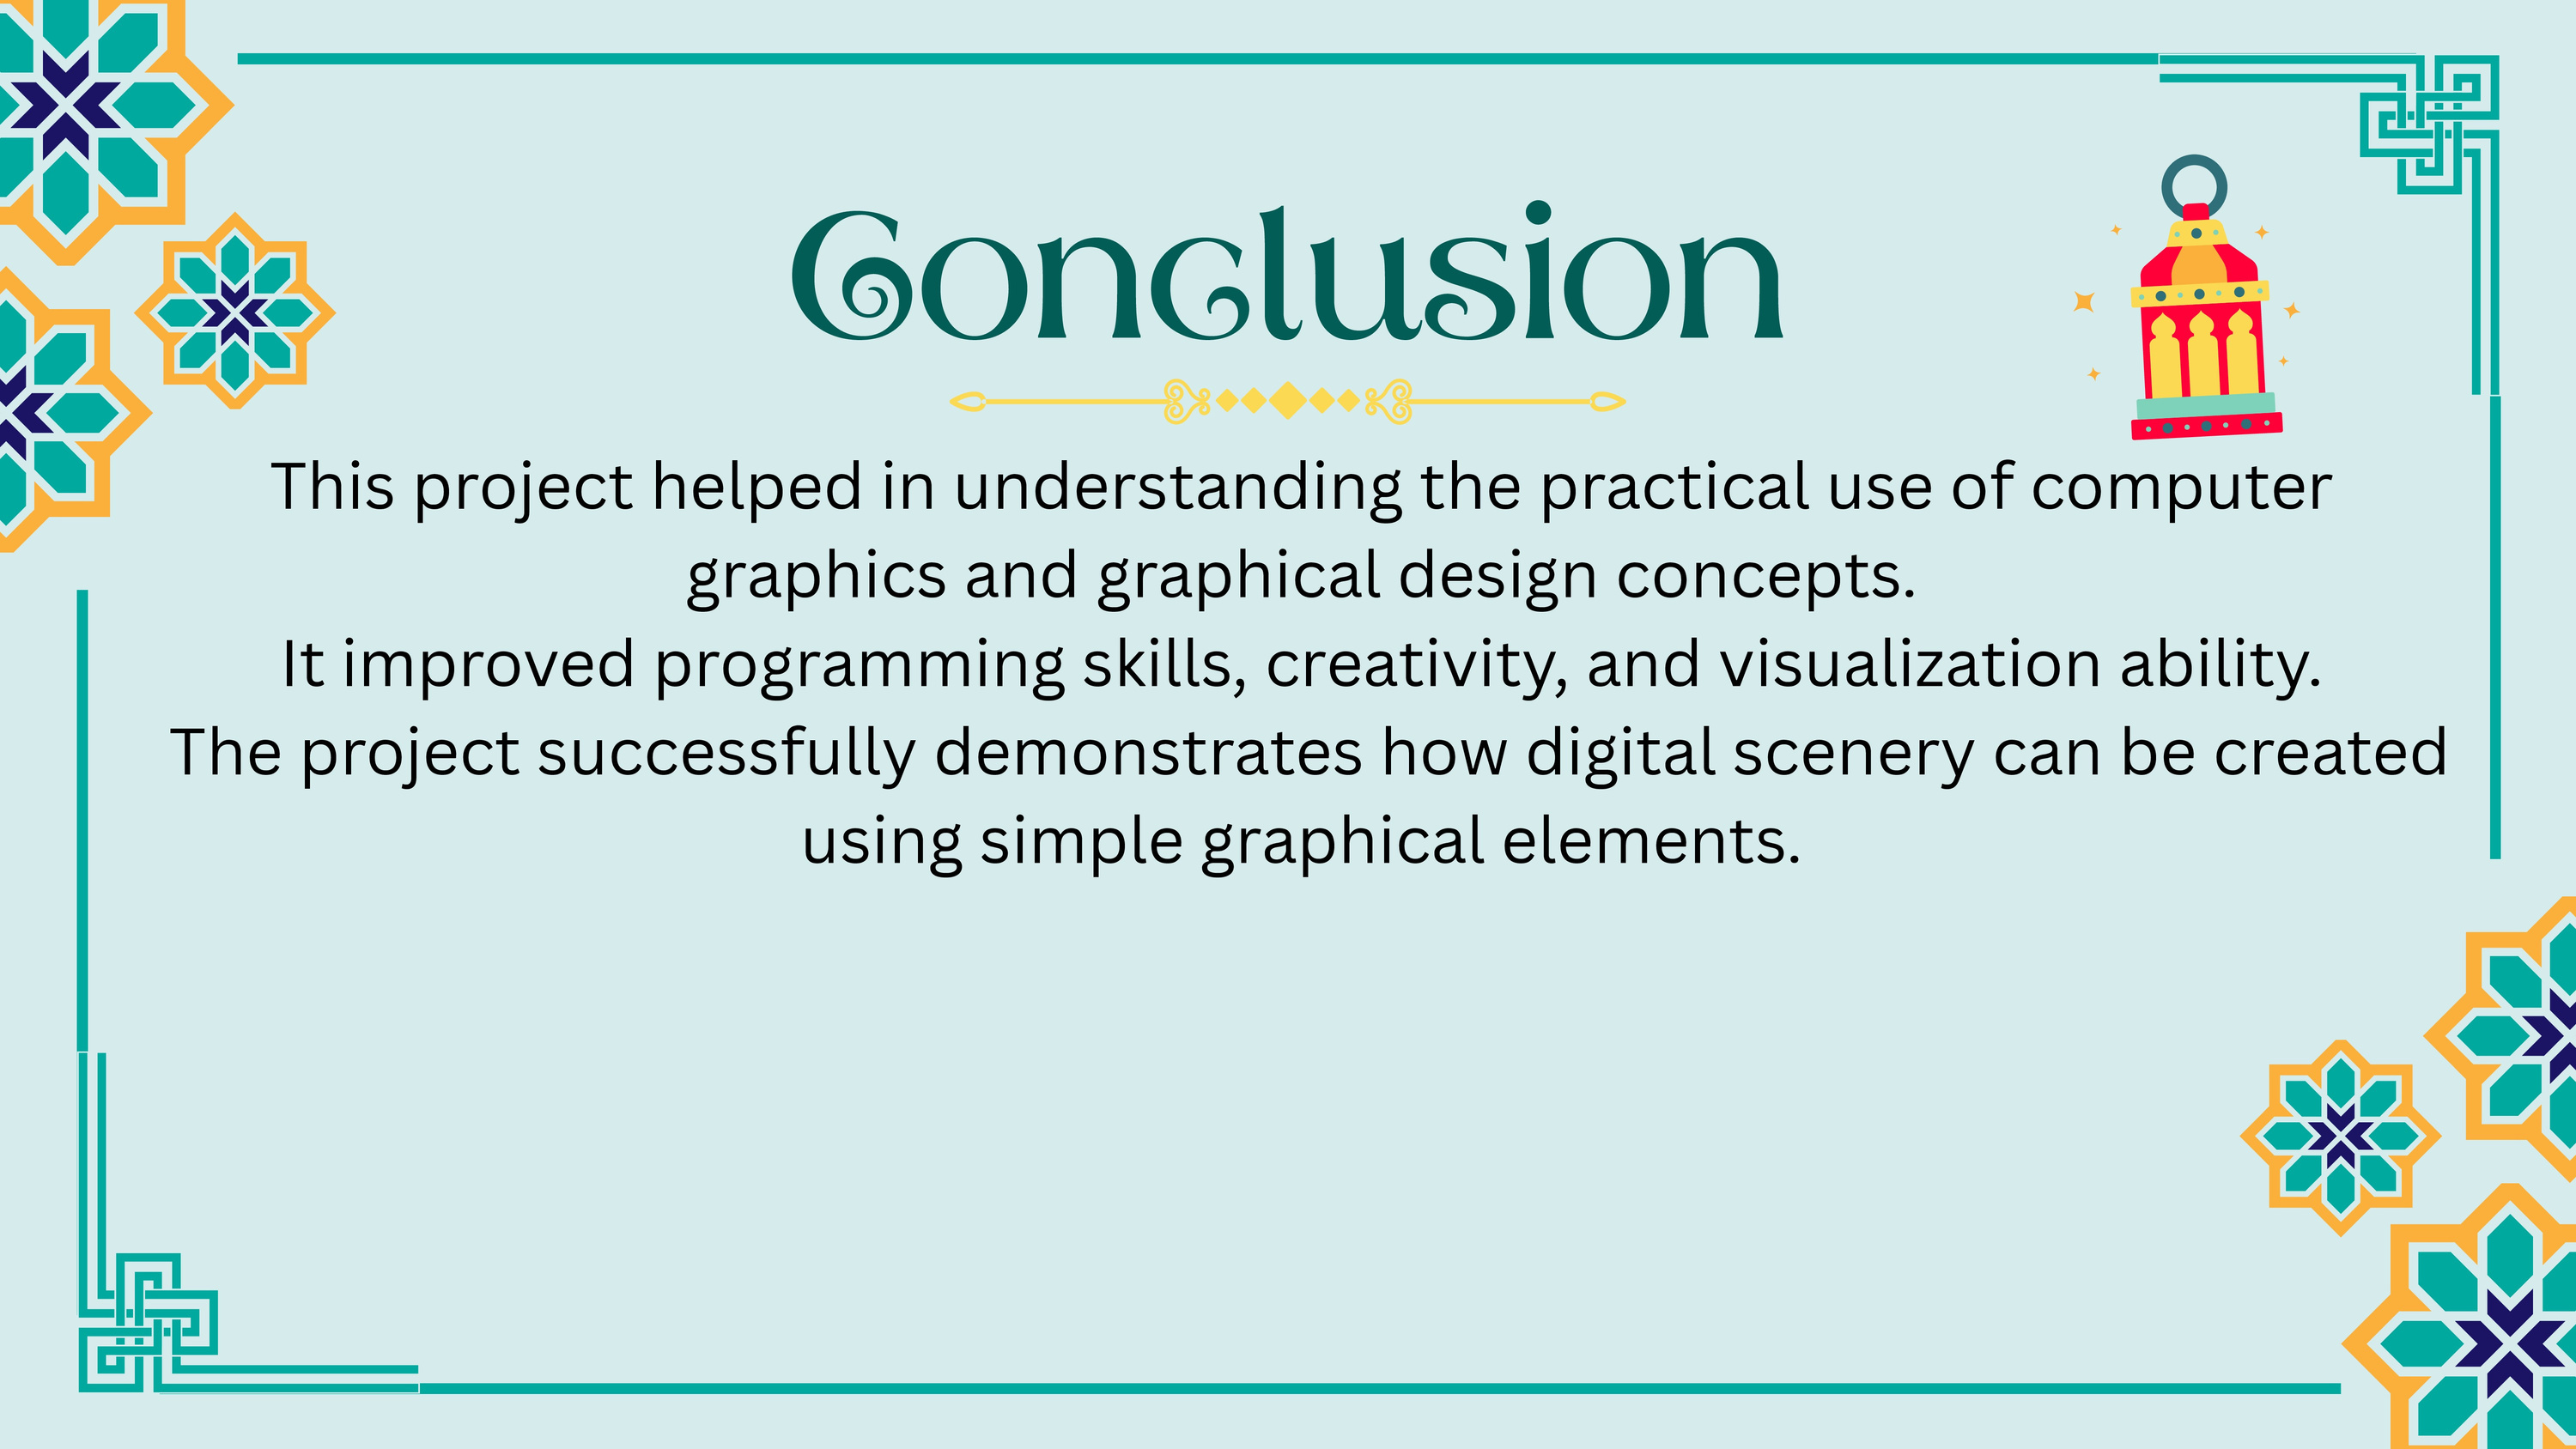 Conclusion
This project helped in understanding the practical use of computer
graphics and graphical design concepts.
It improved programming skills, creativity, and visualization ability.
The project successfully demonstrates how digital scenery can be created
using simple graphical elements.